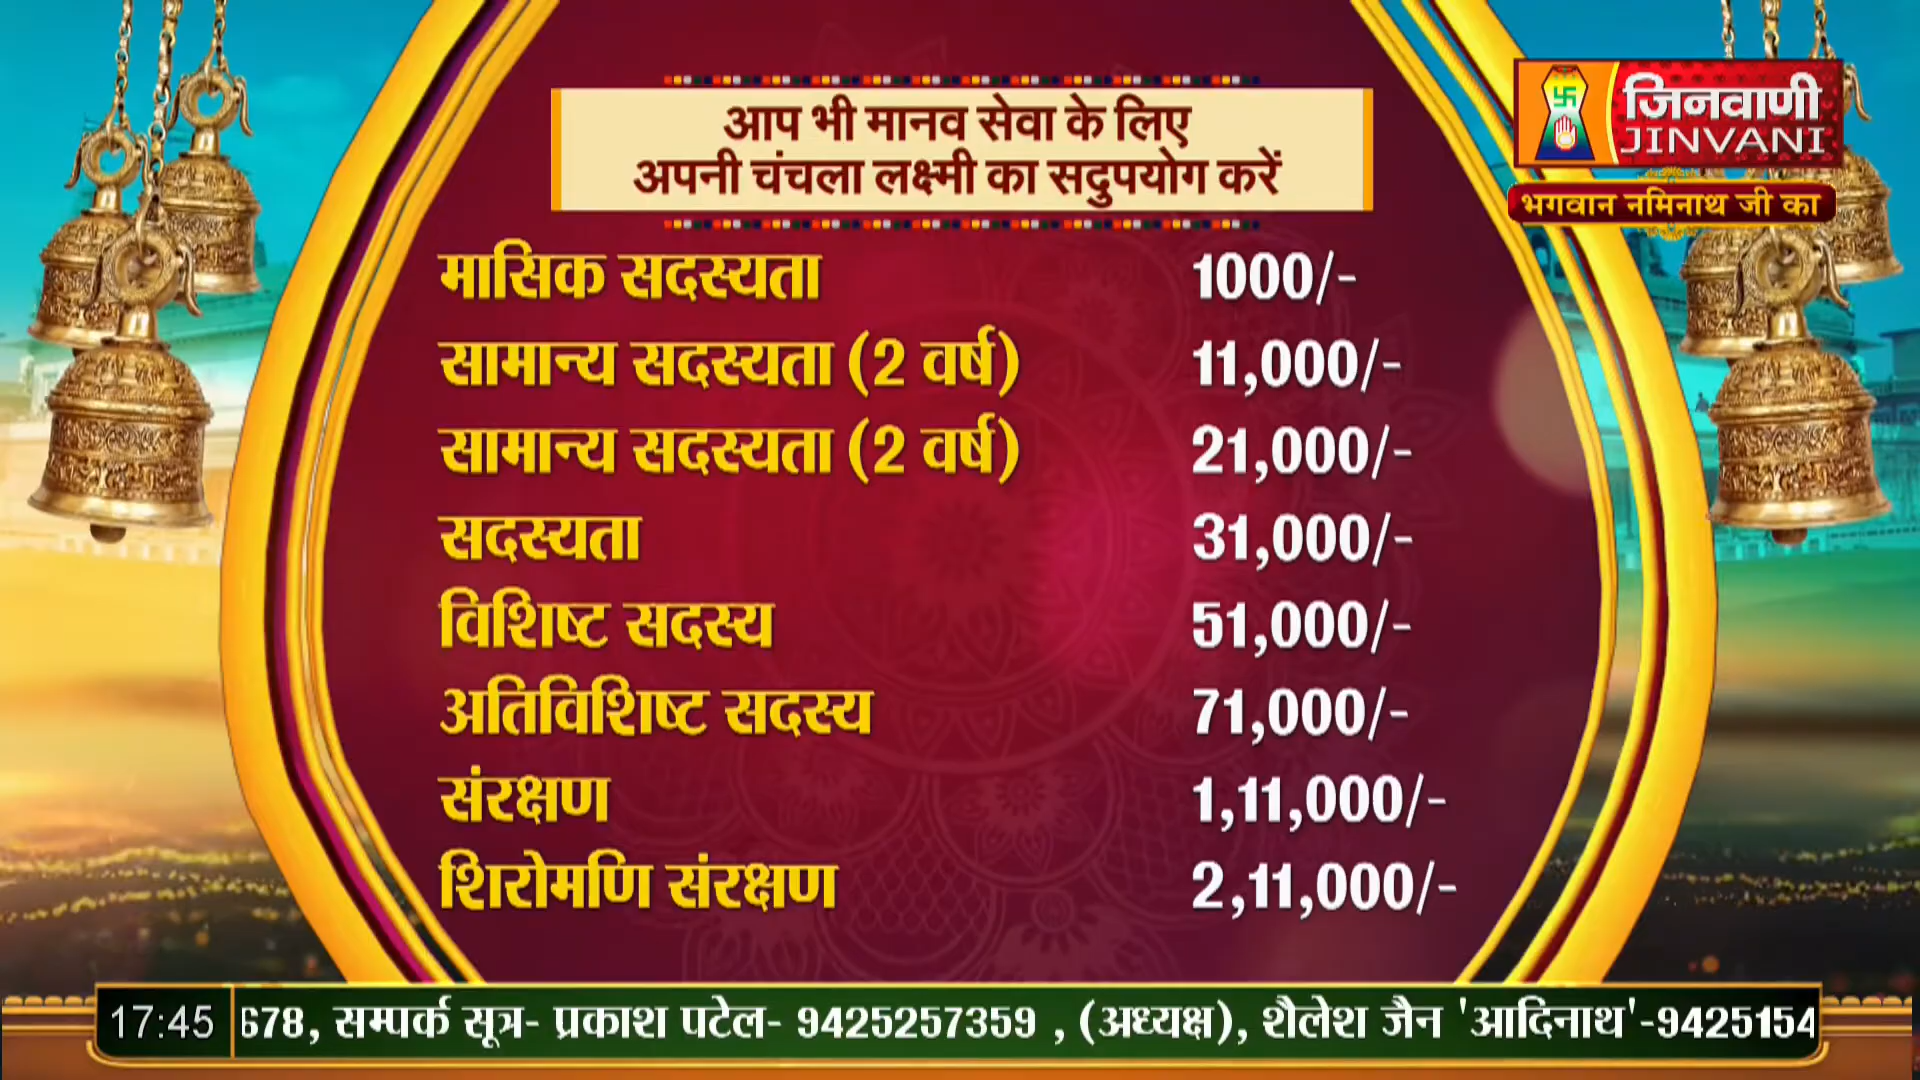 आप भी मानव सेवा के लिए
अपनी चंचला लक्ष्मी का सदुपयोग करें
जिनवाणी
JINVANI
भगवान नमिनाथ जी का
मासिक सदस्यता 1000/-
सामान्य सदस्यता (2 वर्ष) 11,000/-
सामान्य सदस्यता (2 वर्ष) 21,000/-
सदस्यता 31,000/-
विशिष्ट सदस्य 51,000/-
अतिविशिष्ट सदस्य 71,000/-
संरक्षण 1,11,000/-
शिरोमणि संरक्षण 2,11,000/-
17:45 678, सम्पर्क सूत्र- प्रकाश पटेल- 9425257359 , (अध्यक्ष), शैलेश जैन 'आदिनाथ'-9425154